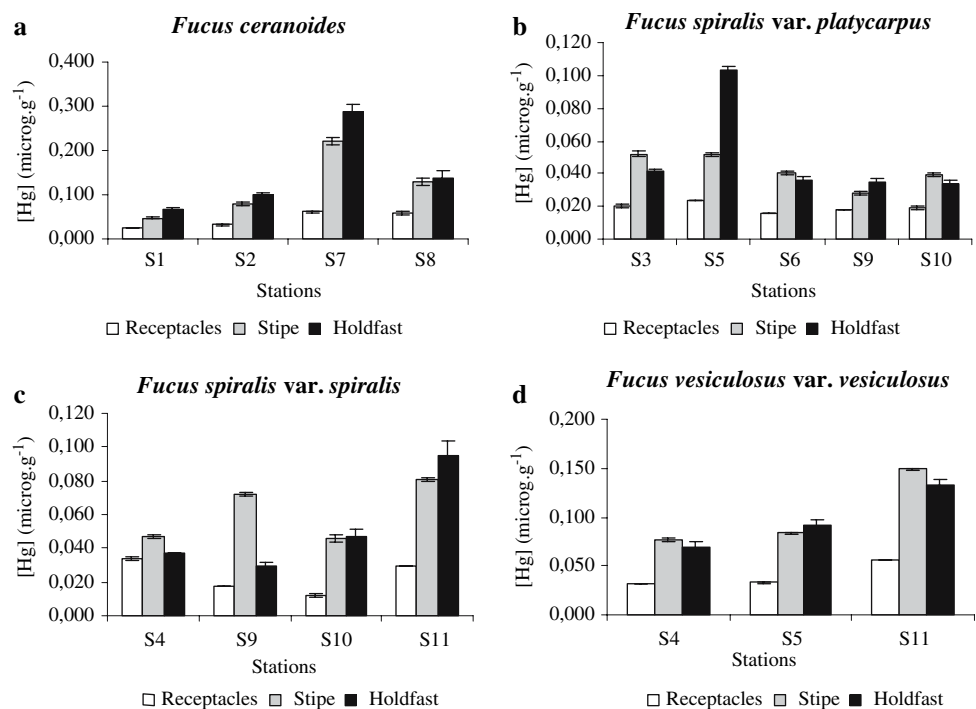 a
Fucus ceranoides
[Hg] (microg.g-1)
0,400
0,300
0,200
0,100
0,000
S1 S2 S7 S8
Stations
Receptacles Stipe Holdfast
b
Fucus spiralis var. platycarpus
[Hg] (microg.g-1)
0,120
0,100
0,080
0,060
0,040
0,020
0,000
S3 S5 S6 S9 S10
Stations
Receptacles Stipe Holdfast
c
Fucus spiralis var. spiralis
[Hg] (microg.g-1)
0,120
0,100
0,080
0,060
0,040
0,020
0,000
S4 S9 S10 S11
Stations
Receptacles Stipe Holdfast
d
Fucus vesiculosus var. vesiculosus
[Hg] (microg.g-1)
0,200
0,150
0,100
0,050
0,000
S4 S5 S11
Stations
Receptacles Stipe Holdfast